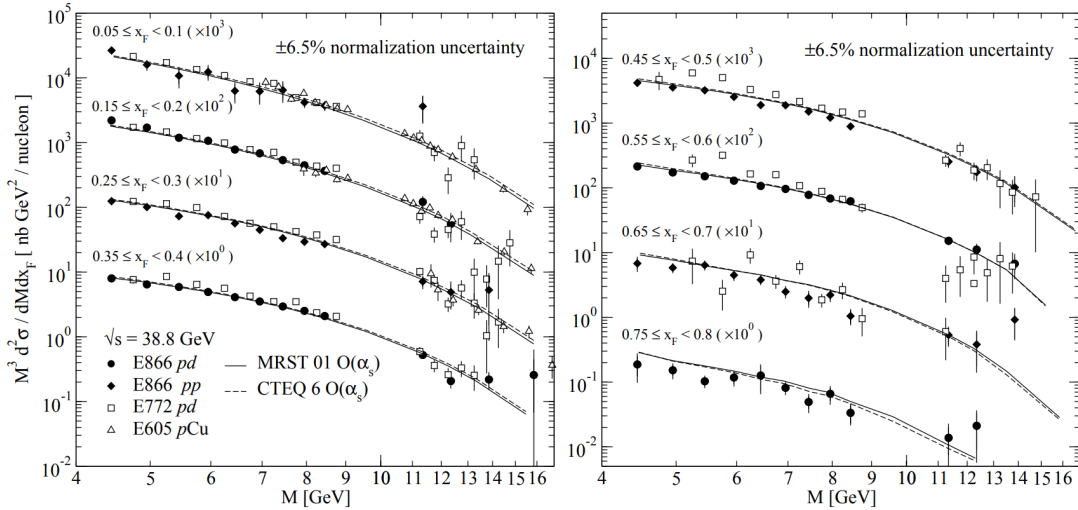 M³ d²σ / dMdx_F [ nb GeV² / nucleon ]
10⁵
10⁴
10³
10²
10¹
10⁰
10⁻¹
10⁻²
0.05 ≤ x_F < 0.1 (×10³)
±6.5% normalization uncertainty
0.15 ≤ x_F < 0.2 (×10²)
0.25 ≤ x_F < 0.3 (×10¹)
0.35 ≤ x_F < 0.4 (×10⁰)
√s = 38.8 GeV
E866 pd
E866 pp
E772 pd
E605 pCu
MRST 01 O(α_s)
CTEQ 6 O(α_s)
4 5 6 7 8 9 10 11 12 13 14 15 16
M [GeV]
0.45 ≤ x_F < 0.5 (×10³)
±6.5% normalization uncertainty
0.55 ≤ x_F < 0.6 (×10²)
0.65 ≤ x_F < 0.7 (×10¹)
0.75 ≤ x_F < 0.8 (×10⁰)
10⁴
10³
10²
10¹
10⁰
10⁻¹
10⁻²
5 6 7 8 9 10 11 12 13 14 15 16
M [GeV]